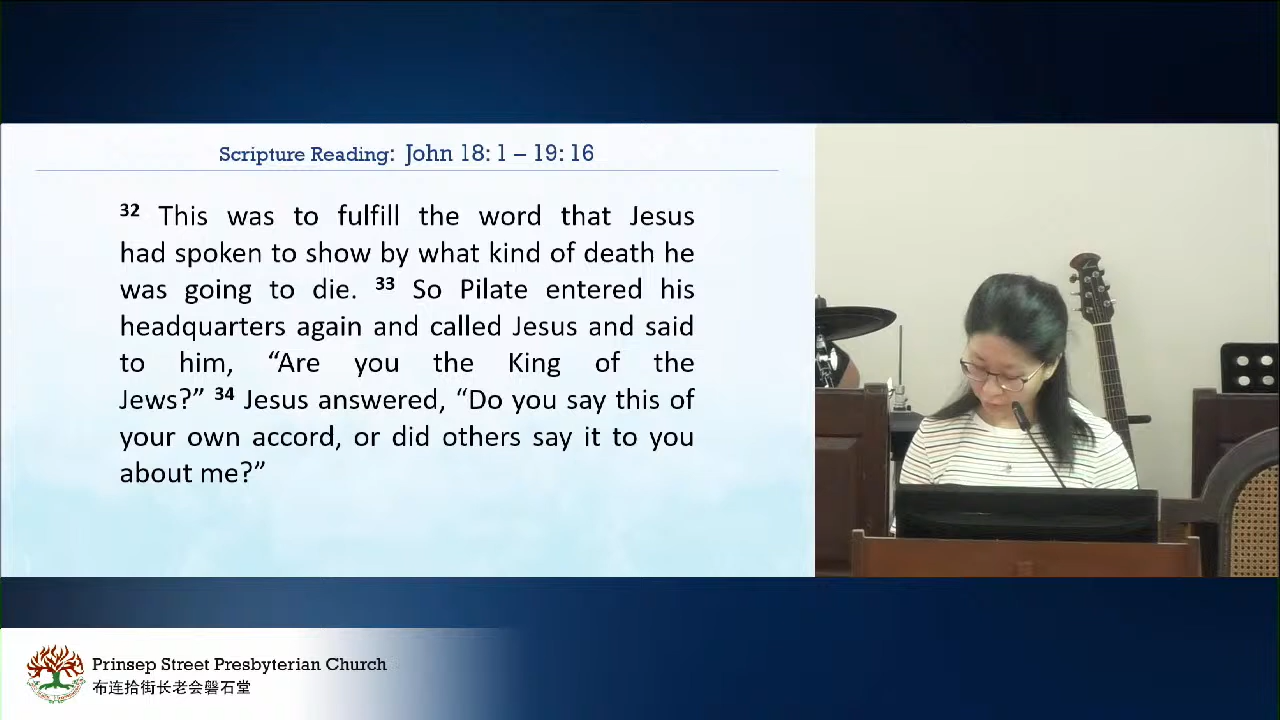 Scripture Reading: John 18: 1 – 19: 16
32 This was to fulfill the word that Jesus
had spoken to show by what kind of death he
was going to die. 33 So Pilate entered his
headquarters again and called Jesus and said
to him, “Are you the King of the
Jews?” 34 Jesus answered, “Do you say this of
your own accord, or did others say it to you
about me?”
Prinsep Street Presbyterian Church
布连拾街长老会磐石堂